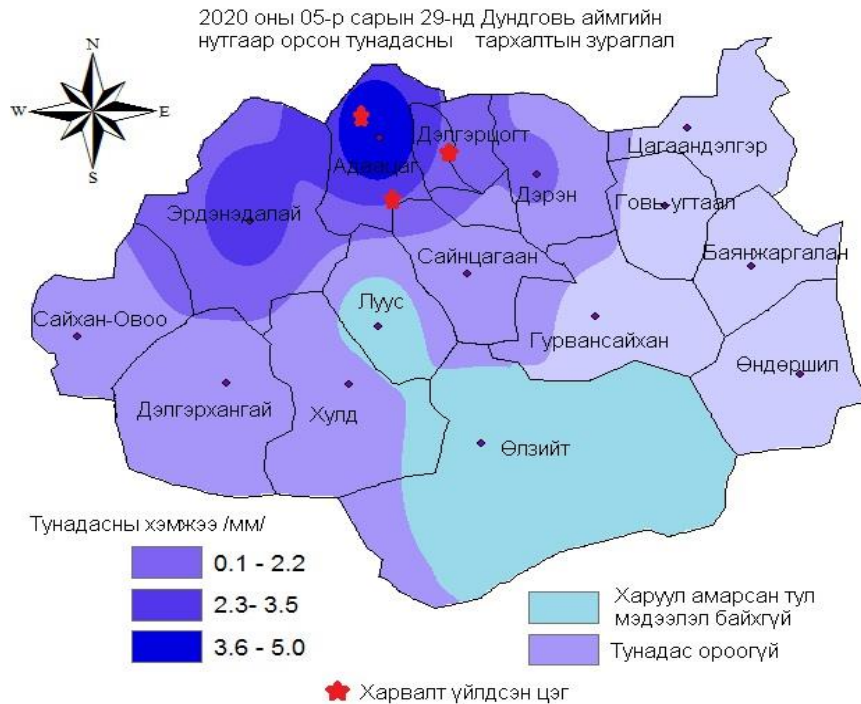 2020 оны 05-р сарын 29-нд Дундговь аймгийн
нутгаар орсон тунадасны тархалтын зураглал
N
W E
S
Дэлгэрцогт
Цагаандэлгэр
Адаацаг
Дэрэн
Говь-угтаал
Эрдэнэдалай
Сайнцагаан
Баянжаргалан
Луус
Сайхан-Овоо
Гурвансайхан
Өндөршил
Дэлгэрхангай
Хулд
Өлзийт
Тунадасны хэмжээ /мм/
0.1 - 2.2
2.3- 3.5
3.6 - 5.0
Харуул амарсан тул
мэдээлэл байхгүй
Тунадас ороогүй
Харвалт үйлдсэн цэг